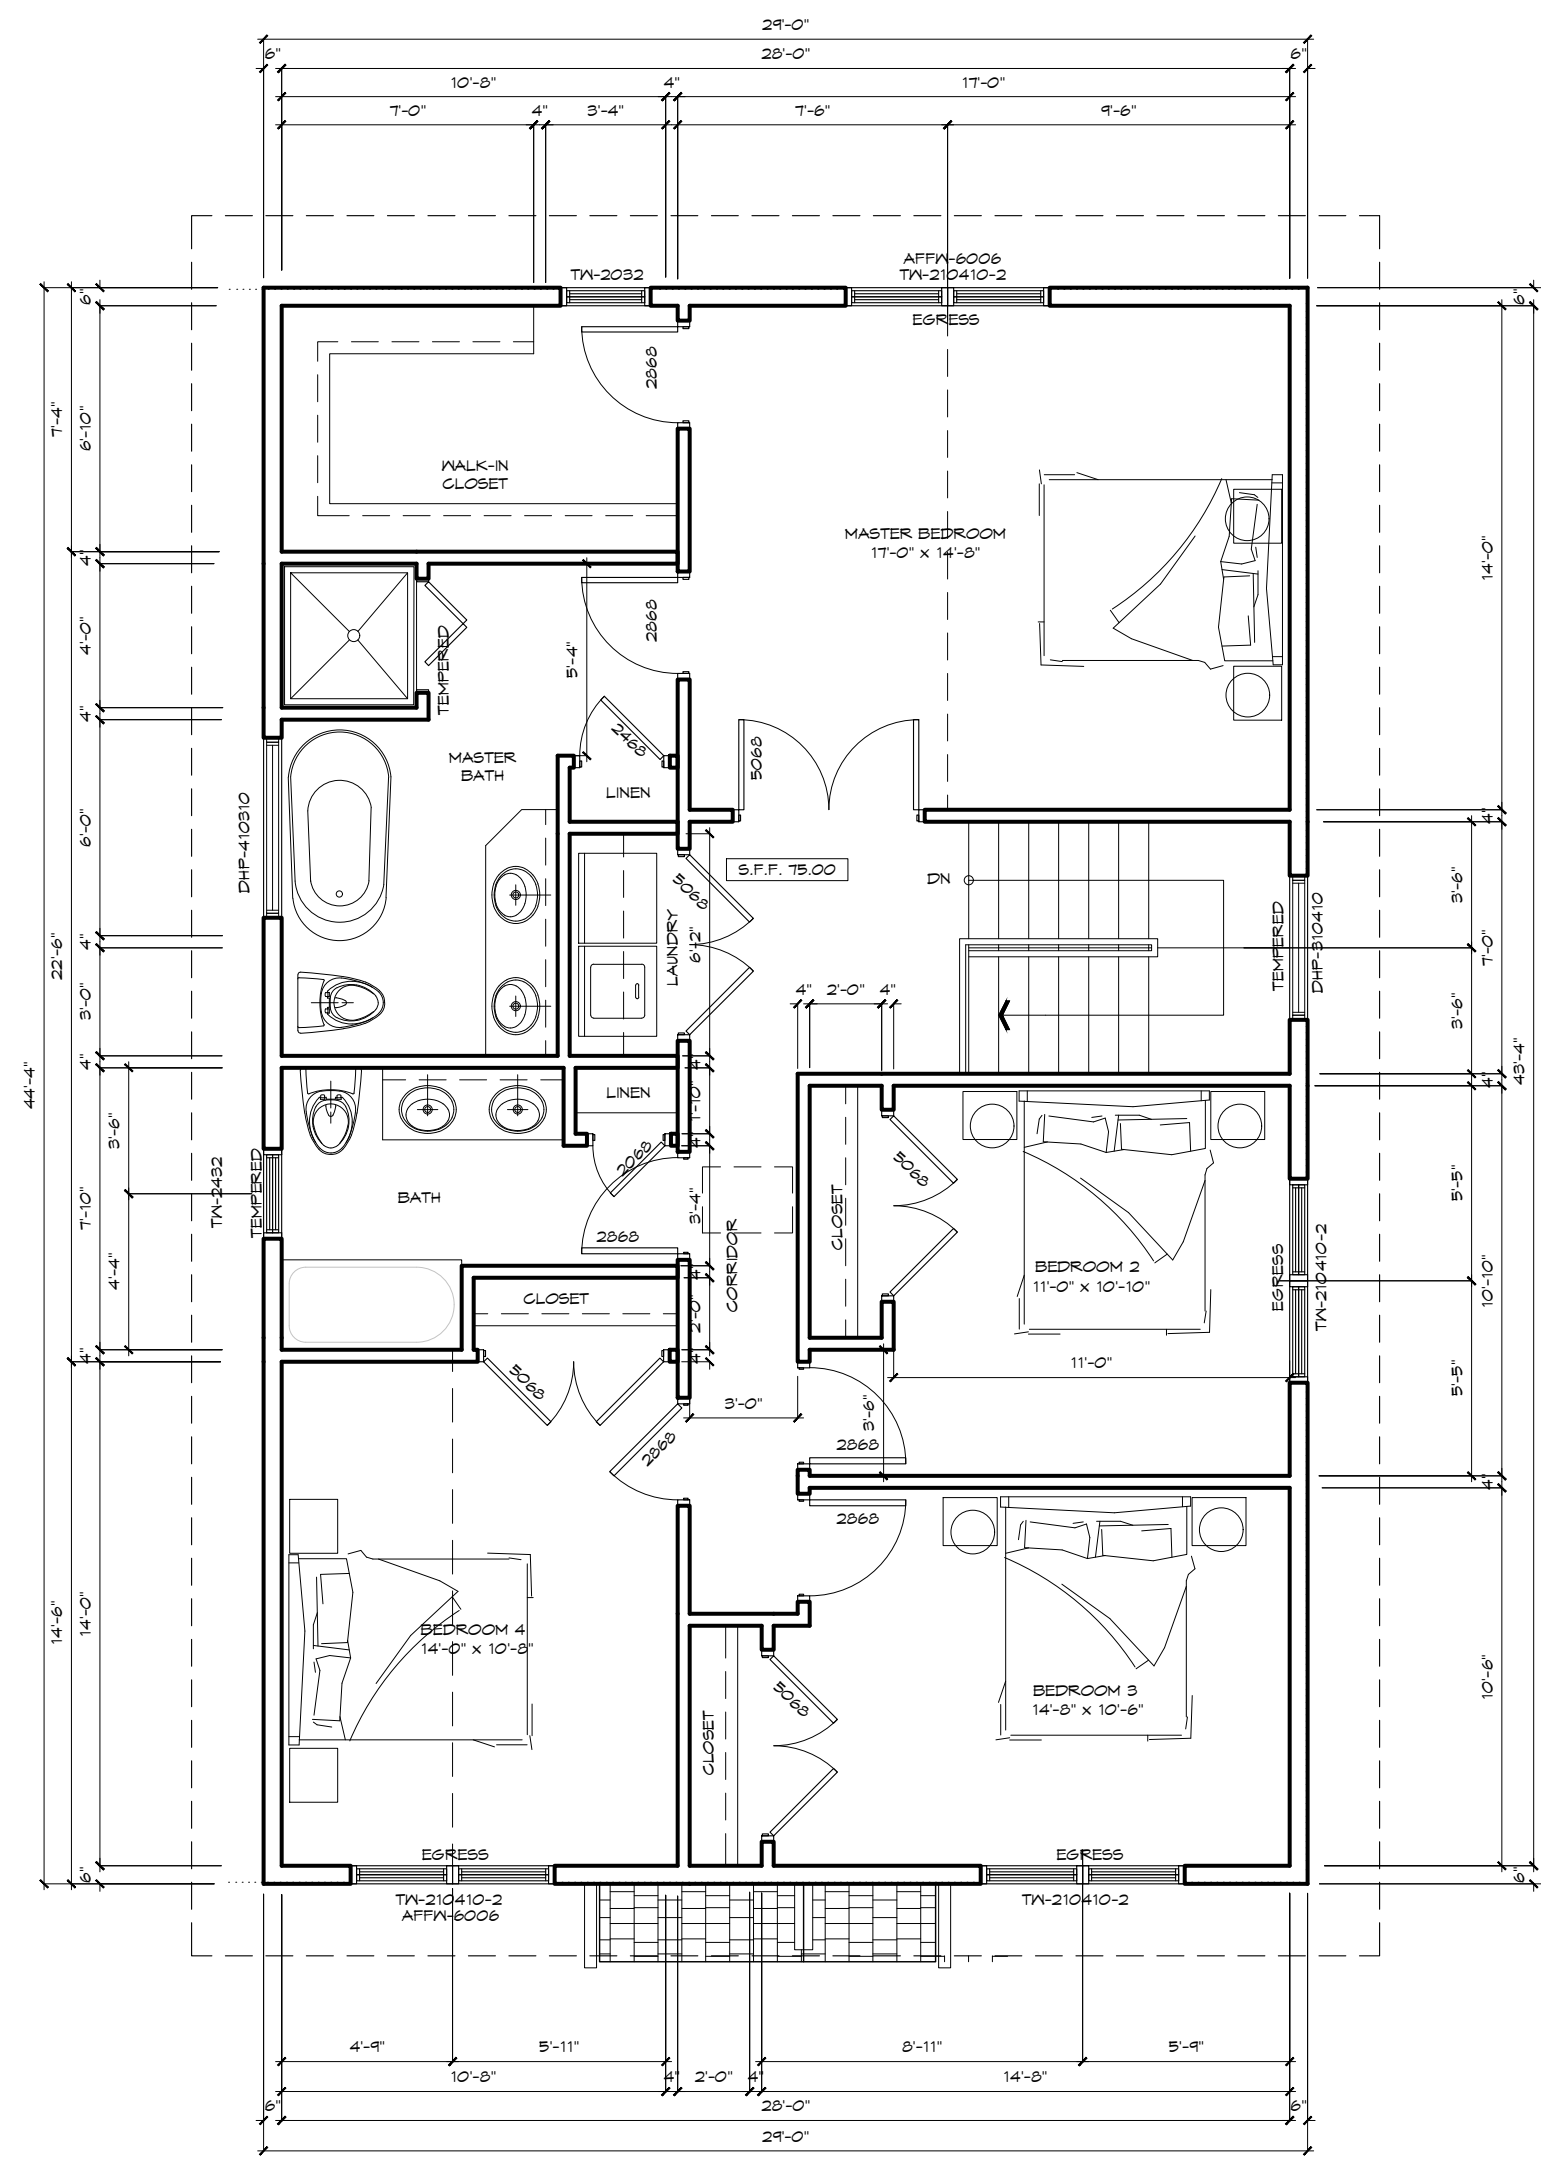 29'-0"
6" 28'-0" 6"
10'-8" 4" 17'-0"
7'-0" 4" 3'-4" 7'-6" 9'-6"
AFFW-6006
TW-2032 TW-210410-2
EGRESS
6"
6"
7'-4"
6'-10"
2868
WALK-IN
CLOSET
MASTER BEDROOM
17'-0" x 14'-8"
14'-0"
4"
4'-0"
TEMPERED
5'-4"
2868
4"
2468
MASTER
BATH
LINEN
5068
DHP-410310
6'-0"
4"
S.F.F. 75.00
5068
DN
LAUNDRY
6'-2"
TEMPERED
DHP-310410
3'-6"
7'-0"
3'-6"
4"
22'-6"
3'-0"
4" 2'-0" 4"
44'-4"
43'-4"
4"
4"
4"
LINEN
1'-10"
4"
2068
3'-6"
TW-2432
TEMPERED
7'-10"
4'-4"
BATH
2868
3'-4"
CORRIDOR
CLOSET
5068
BEDROOM 2
11'-0" x 10'-10"
EGRESS
TW-210410-2
5'-5"
10'-10"
5'-5"
4"
CLOSET
2'-0"
4"
4"
5068
11'-0"
3'-0"
3'-6"
2868
2868
4"
2868
BEDROOM 4
14'-0" x 10'-8"
14'-6"
14'-0"
CLOSET
5068
BEDROOM 3
14'-8" x 10'-6"
10'-6"
EGRESS EGRESS
6"
6"
TW-210410-2 TW-210410-2
AFFW-6006
4'-9" 5'-11" 8'-11" 5'-9"
10'-8" 4" 2'-0" 4" 14'-8"
6" 28'-0" 6"
29'-0"